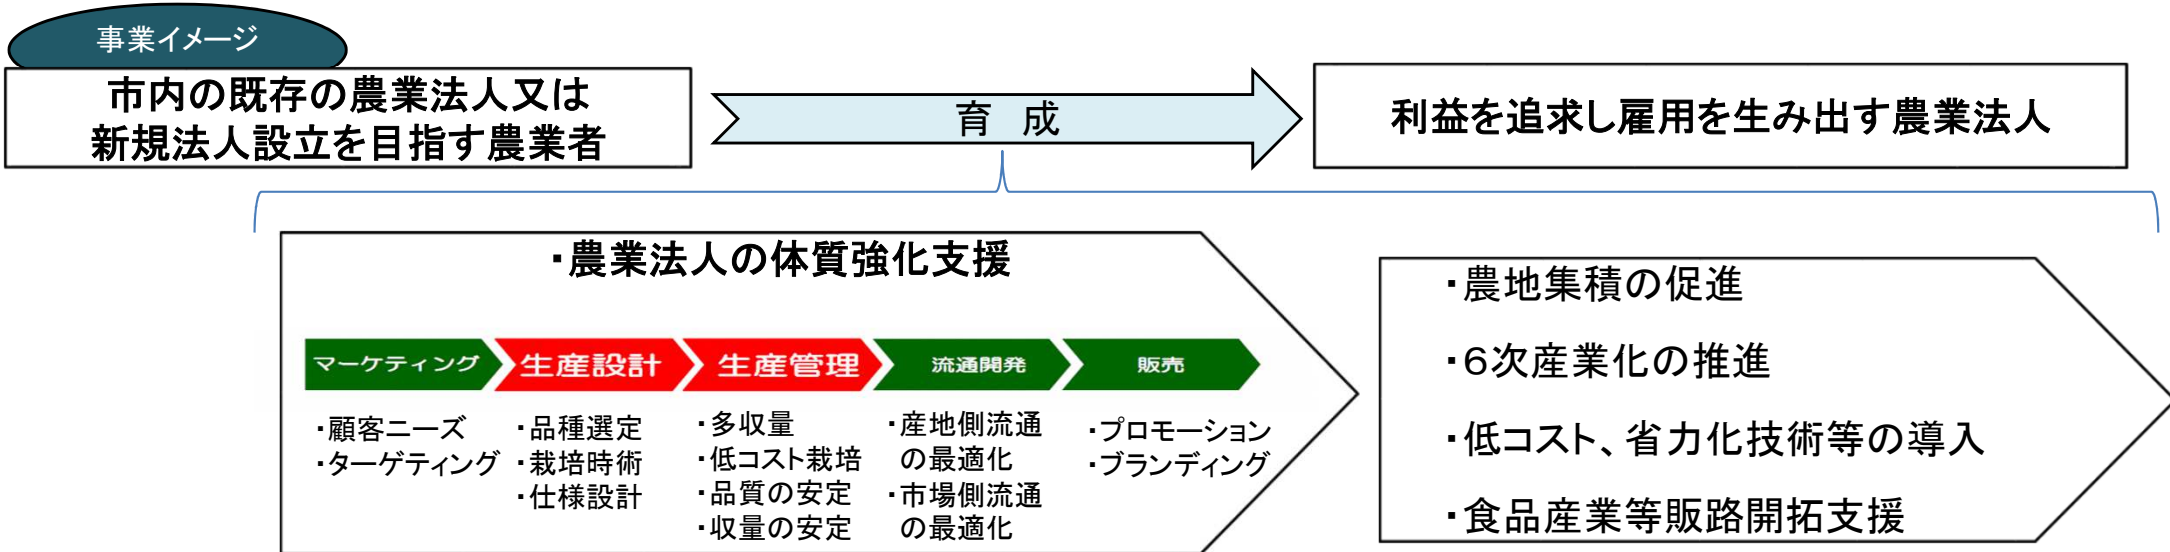 事業イメージ
市内の既存の農業法人又は
新規法人設立を目指す農業者
育 成
利益を追求し雇用を生み出す農業法人
・農業法人の体質強化支援
マーケティング
生産設計
生産管理
流通開発
販売
・顧客ニーズ
・ターゲティング
・品種選定
・栽培時術
・仕様設計
・多収量
・低コスト栽培
・品質の安定
・収量の安定
・産地側流通
の最適化
・市場側流通
の最適化
・プロモーション
・ブランディング
・農地集積の促進
・６次産業化の推進
・低コスト、省力化技術等の導入
・食品産業等販路開拓支援